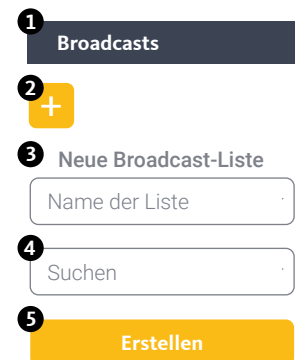 1
Broadcasts
2
+
3 Neue Broadcast-Liste
Name der Liste
4
Suchen
5
Erstellen